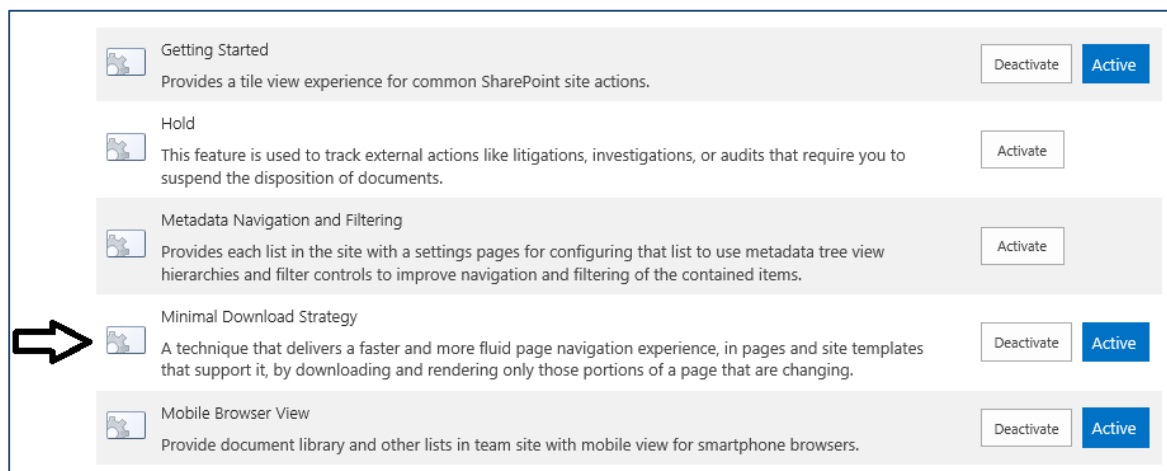 Getting Started
Provides a tile view experience for common SharePoint site actions.
Deactivate
Active
Hold
This feature is used to track external actions like litigations, investigations, or audits that require you to
suspend the disposition of documents.
Activate
Metadata Navigation and Filtering
Provides each list in the site with a settings pages for configuring that list to use metadata tree view
hierarchies and filter controls to improve navigation and filtering of the contained items.
Activate
Minimal Download Strategy
A technique that delivers a faster and more fluid page navigation experience, in pages and site templates
that support it, by downloading and rendering only those portions of a page that are changing.
Deactivate
Active
Mobile Browser View
Provide document library and other lists in team site with mobile view for smartphone browsers.
Deactivate
Active